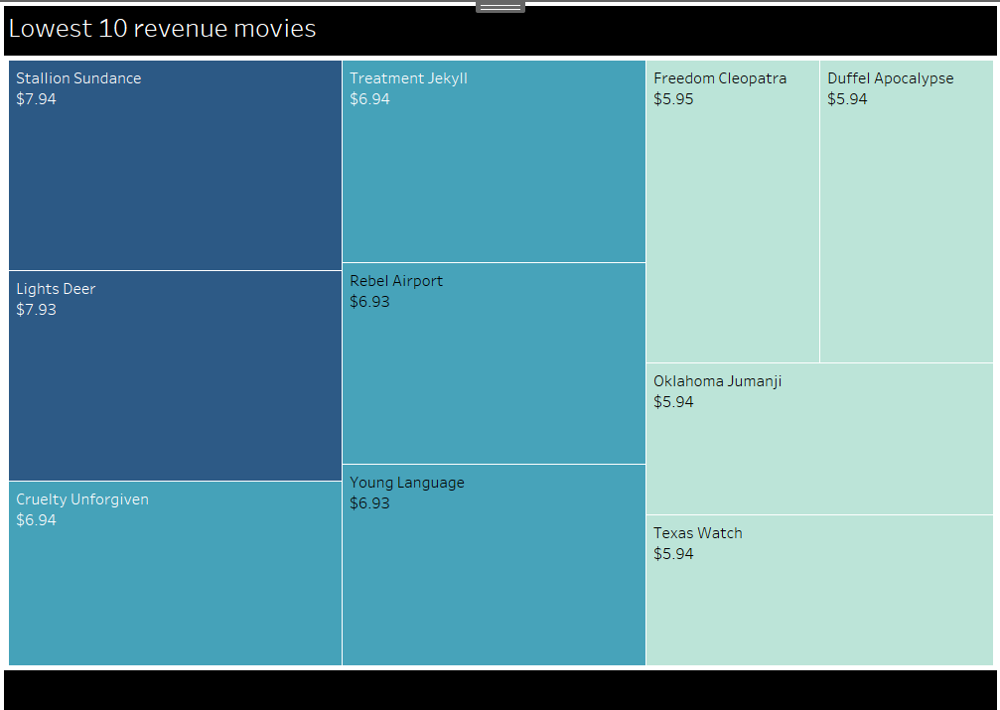 Lowest 10 revenue movies
Stallion Sundance
$7.94
Lights Deer
$7.93
Cruelty Unforgiven
$6.94
Treatment Jekyll
$6.94
Rebel Airport
$6.93
Young Language
$6.93
Freedom Cleopatra
$5.95
Duffel Apocalypse
$5.94
Oklahoma Jumanji
$5.94
Texas Watch
$5.94